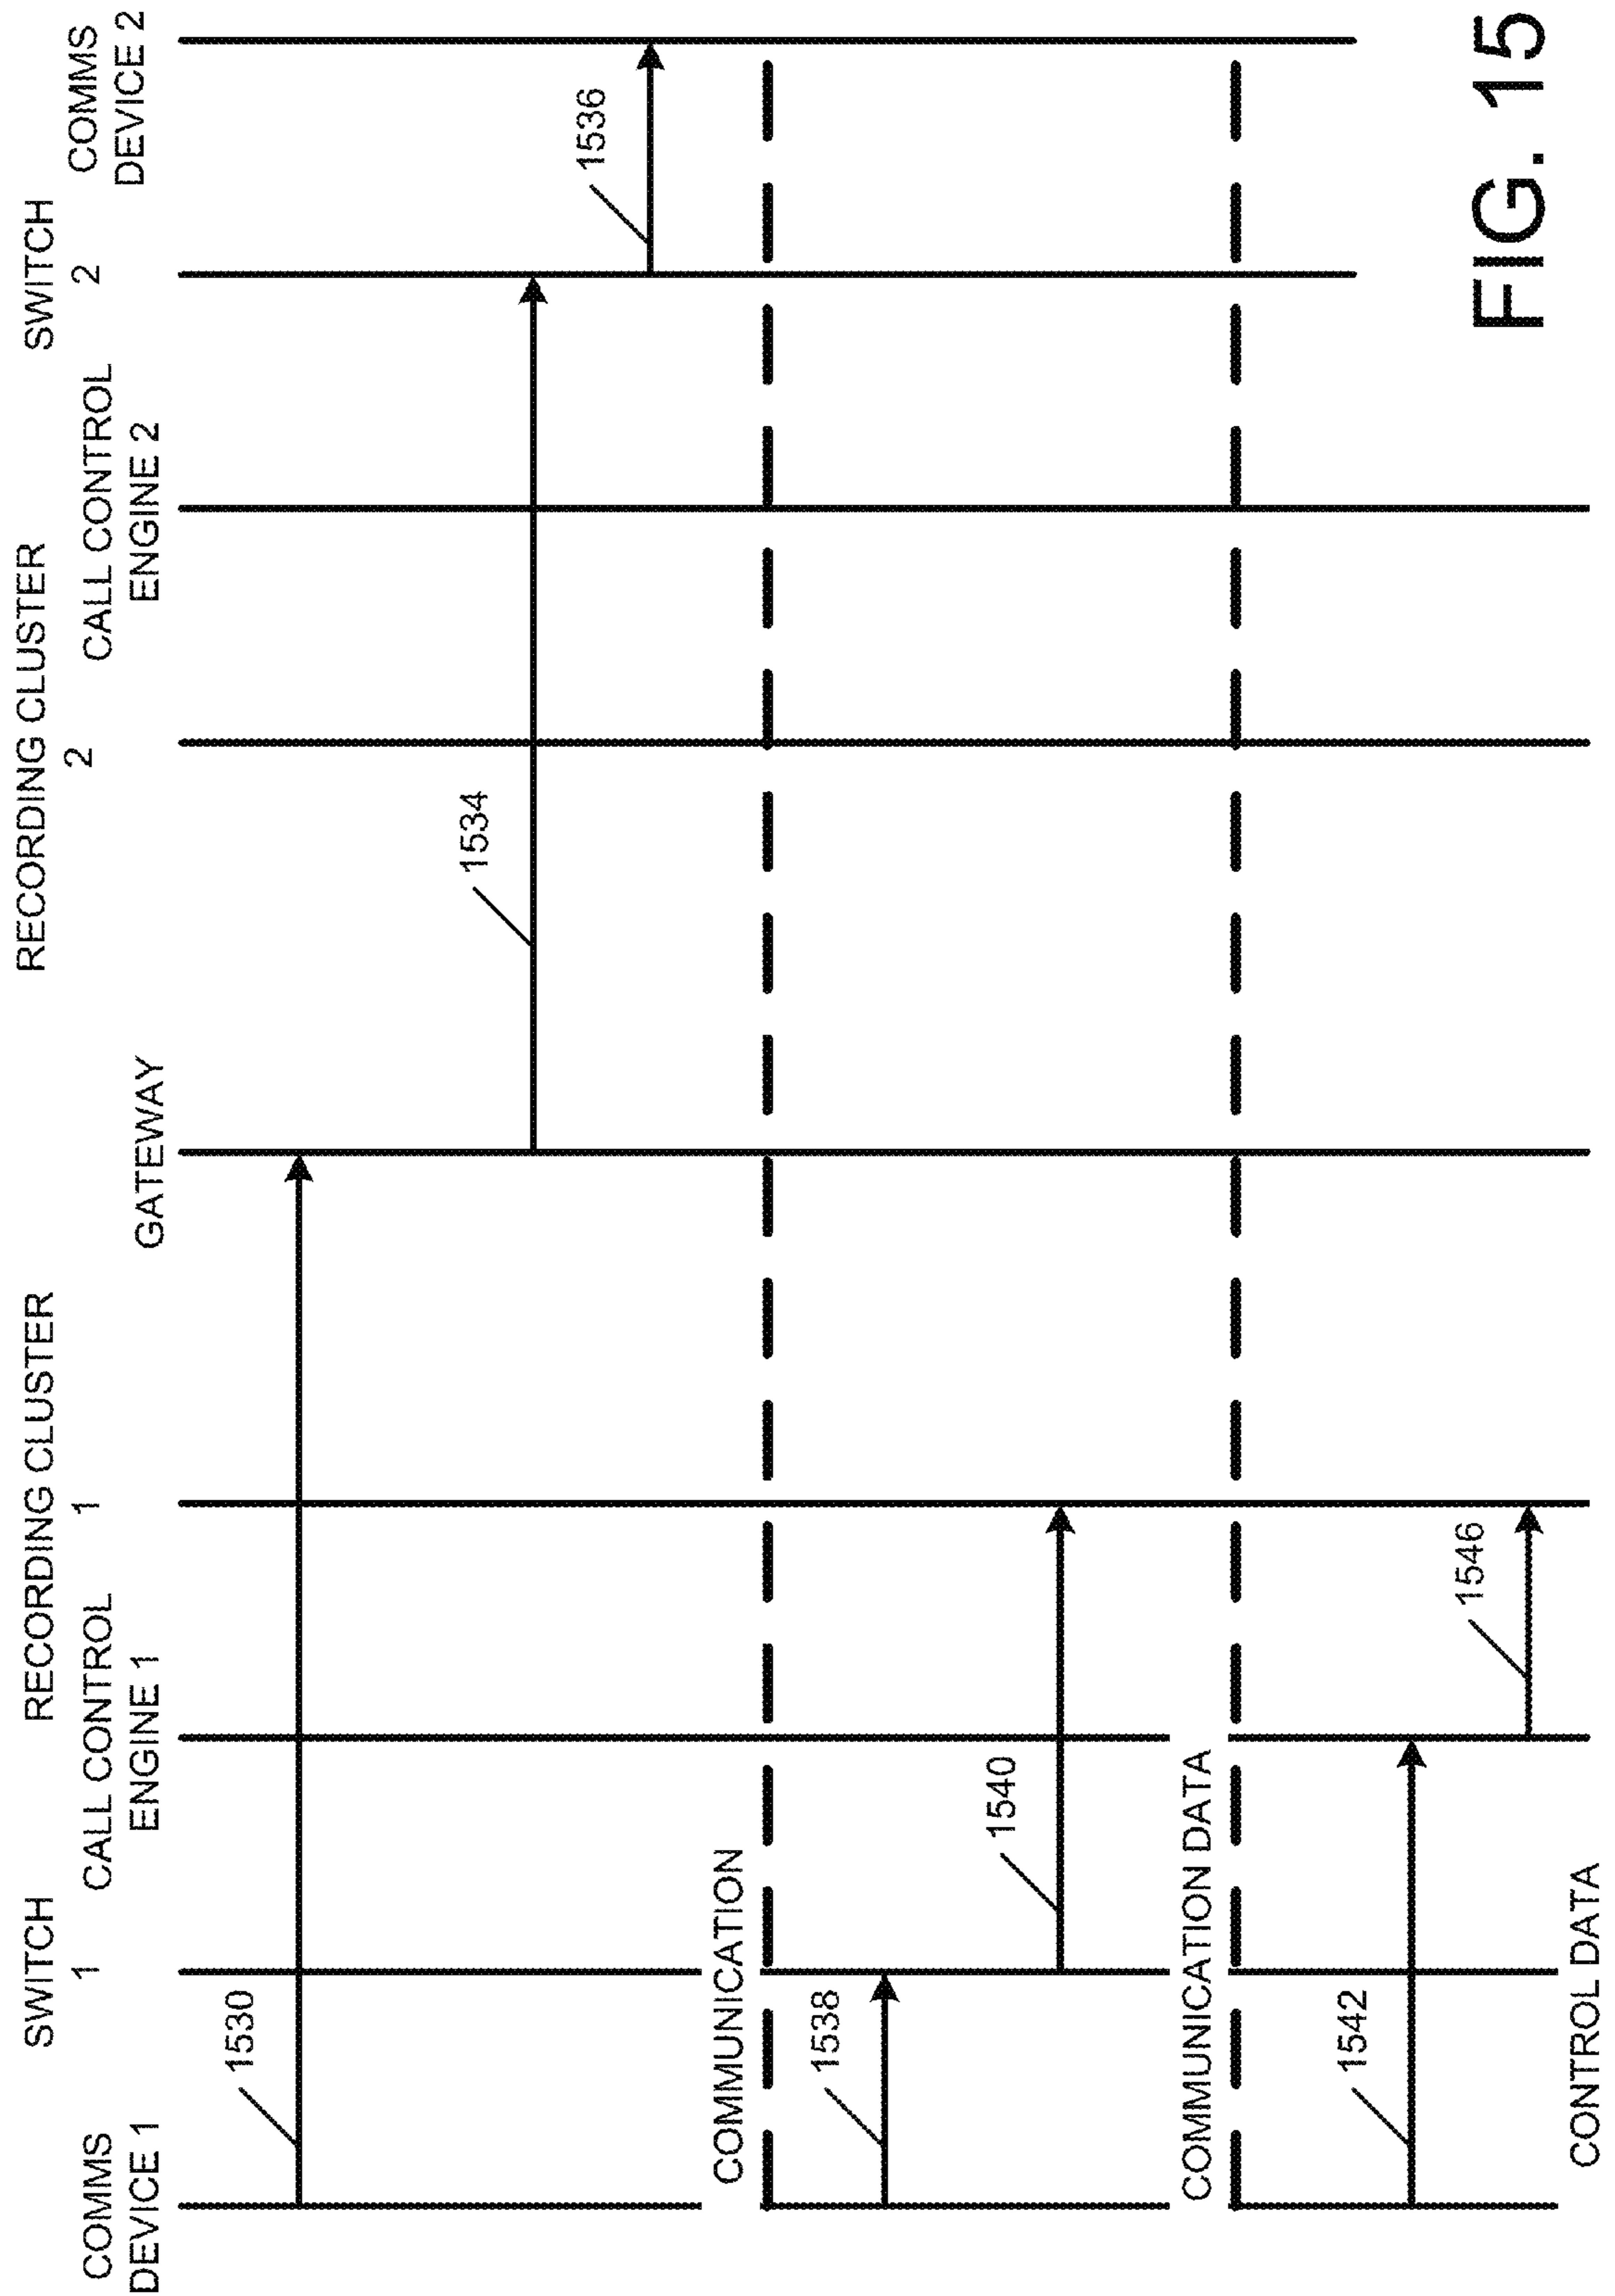 COMMS
DEVICE 1
SWITCH
1
CALL CONTROL
ENGINE 1
RECORDING CLUSTER
1
GATEWAY
RECORDING CLUSTER
2
CALL CONTROL
ENGINE 2
SWITCH
2
COMMS
DEVICE 2
1530
1534
1536
COMMUNICATION
1538
1540
COMMUNICATION DATA
1542
1546
CONTROL DATA
FIG. 15